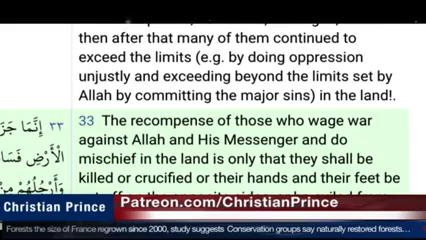 then after that many of them continued to
exceed the limits (e.g. by doing oppression
unjustly and exceeding beyond the limits set by
Allah by committing the major sins) in the land!.
٣٣ إِنَّمَا جَزَ
33 The recompense of those who wage war
against Allah and His Messenger and do
الْأَرْضِ فَسَا
mischief in the land is only that they shall be
killed or crucified or their hands and their feet be
وَأَرْجُلُهُم مِّنْ
Christian Prince
Patreon.com/ChristianPrince
Forests the size of France regrown since 2000, study suggests Conservation groups say naturally restored forests…